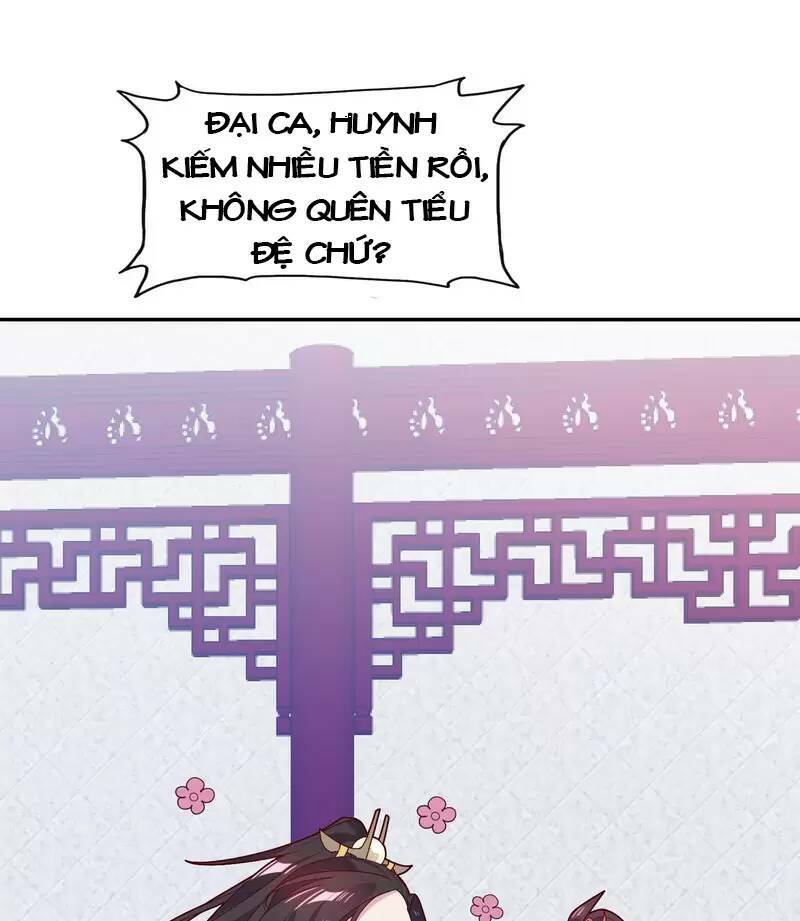 ĐẠI CA, HUYNH
KIẾM NHIỀU TIỀN RỒI,
KHÔNG QUÊN TIỂU
ĐỆ CHỨ?